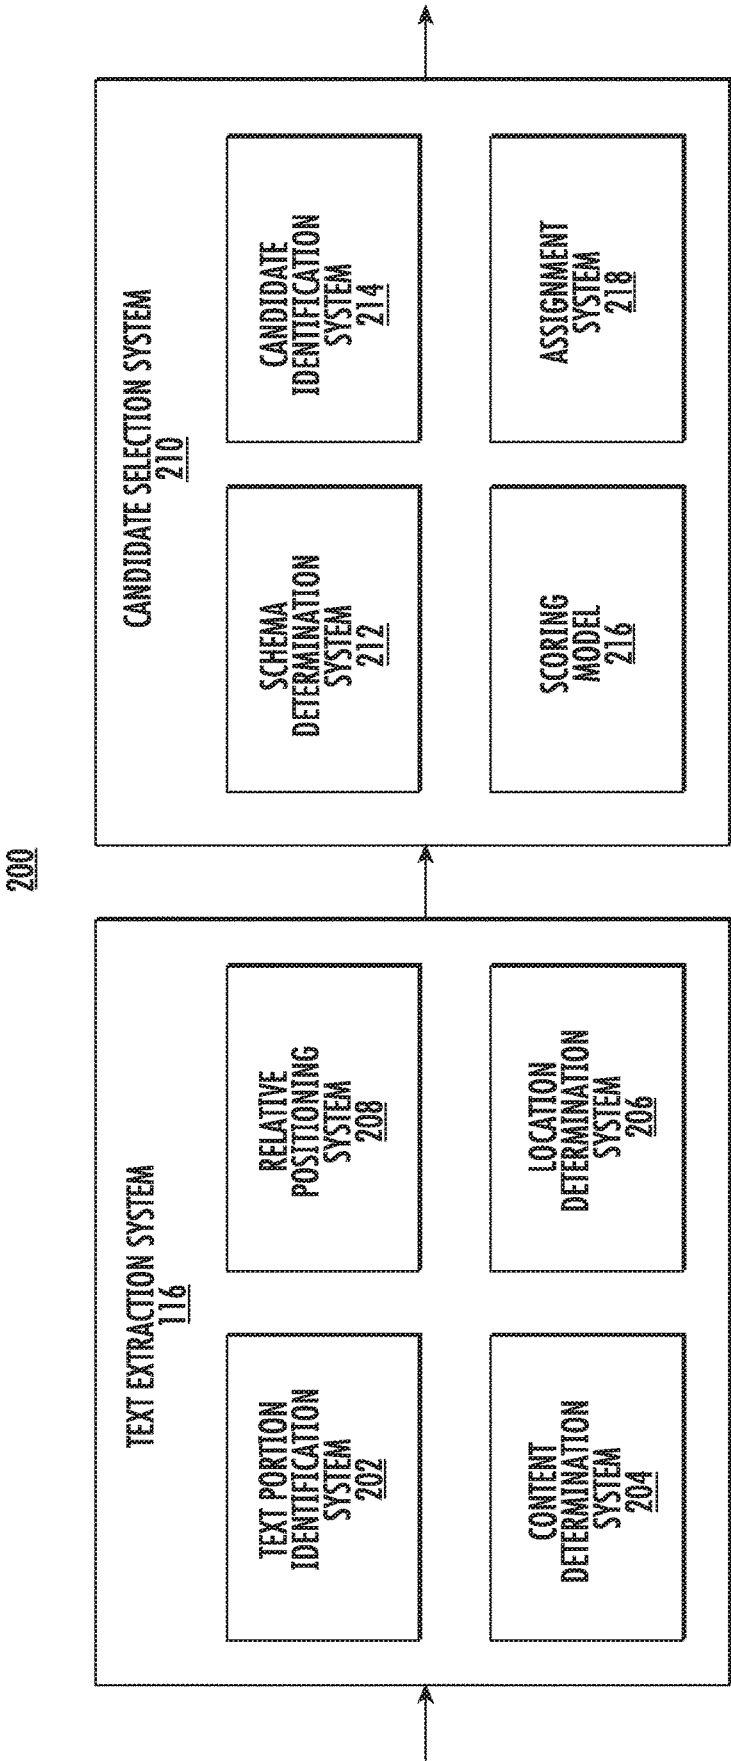 200
TEXT EXTRACTION SYSTEM
116
TEXT PORTION
IDENTIFICATION
SYSTEM
202
RELATIVE
POSITIONING
SYSTEM
208
CONTENT
DETERMINATION
SYSTEM
204
LOCATION
DETERMINATION
SYSTEM
206
CANDIDATE SELECTION SYSTEM
210
SCHEMA
DETERMINATION
SYSTEM
212
CANDIDATE
IDENTIFICATION
SYSTEM
214
SCORING
MODEL
216
ASSIGNMENT
SYSTEM
218